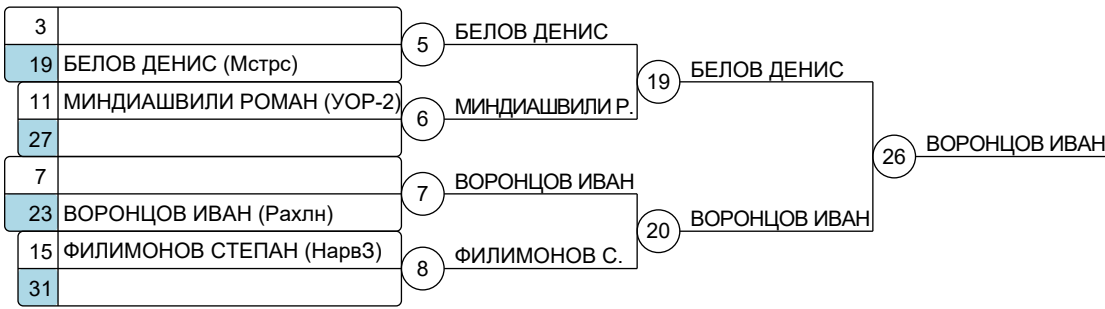 3
19 БЕЛОВ ДЕНИС (Мстрс)
11 МИНДИАШВИЛИ РОМАН (УОР-2)
27
7
23 ВОРОНЦОВ ИВАН (Рахлн)
15 ФИЛИМОНОВ СТЕПАН (Нарв3)
31
5 БЕЛОВ ДЕНИС
6 МИНДИАШВИЛИ Р.
7 ВОРОНЦОВ ИВАН
8 ФИЛИМОНОВ С.
19 БЕЛОВ ДЕНИС
20 ВОРОНЦОВ ИВАН
26 ВОРОНЦОВ ИВАН